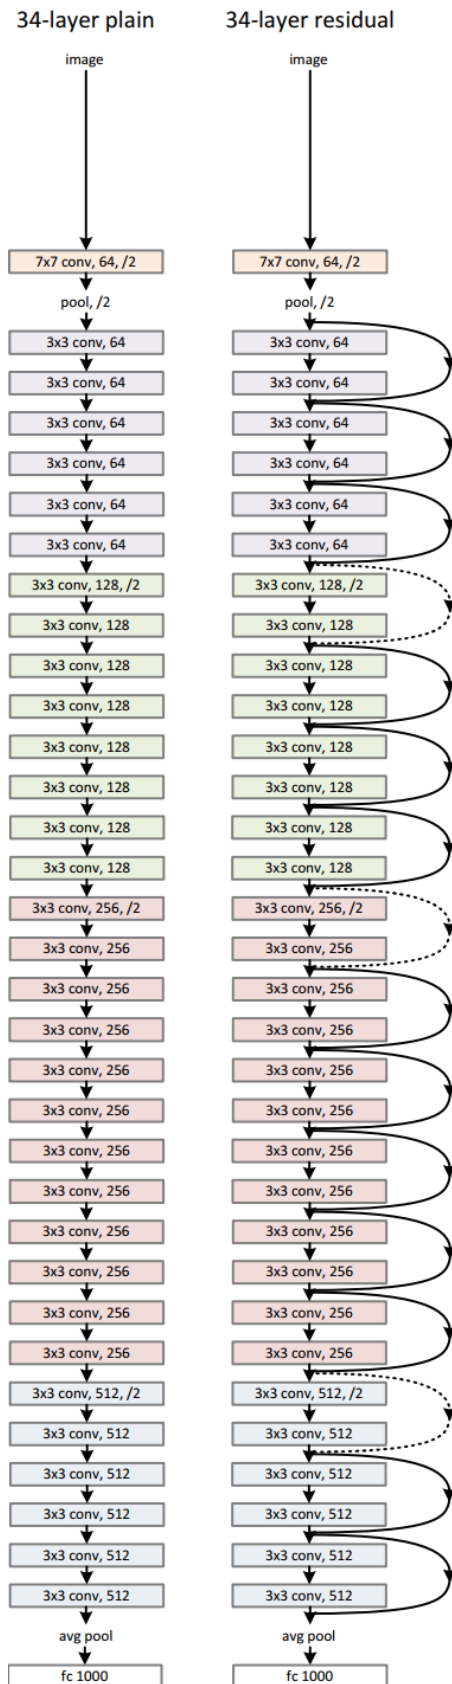 34-layer plain
image
7x7 conv, 64, /2
pool, /2
3x3 conv, 64
3x3 conv, 64
3x3 conv, 64
3x3 conv, 64
3x3 conv, 64
3x3 conv, 64
3x3 conv, 128, /2
3x3 conv, 128
3x3 conv, 128
3x3 conv, 128
3x3 conv, 128
3x3 conv, 128
3x3 conv, 128
3x3 conv, 128
3x3 conv, 256, /2
3x3 conv, 256
3x3 conv, 256
3x3 conv, 256
3x3 conv, 256
3x3 conv, 256
3x3 conv, 256
3x3 conv, 256
3x3 conv, 256
3x3 conv, 256
3x3 conv, 256
3x3 conv, 256
3x3 conv, 512, /2
3x3 conv, 512
3x3 conv, 512
3x3 conv, 512
3x3 conv, 512
3x3 conv, 512
avg pool
fc 1000
34-layer residual
image
7x7 conv, 64, /2
pool, /2
3x3 conv, 64
3x3 conv, 64
3x3 conv, 64
3x3 conv, 64
3x3 conv, 64
3x3 conv, 64
3x3 conv, 128, /2
3x3 conv, 128
3x3 conv, 128
3x3 conv, 128
3x3 conv, 128
3x3 conv, 128
3x3 conv, 128
3x3 conv, 128
3x3 conv, 256, /2
3x3 conv, 256
3x3 conv, 256
3x3 conv, 256
3x3 conv, 256
3x3 conv, 256
3x3 conv, 256
3x3 conv, 256
3x3 conv, 256
3x3 conv, 256
3x3 conv, 256
3x3 conv, 256
3x3 conv, 512, /2
3x3 conv, 512
3x3 conv, 512
3x3 conv, 512
3x3 conv, 512
3x3 conv, 512
avg pool
fc 1000